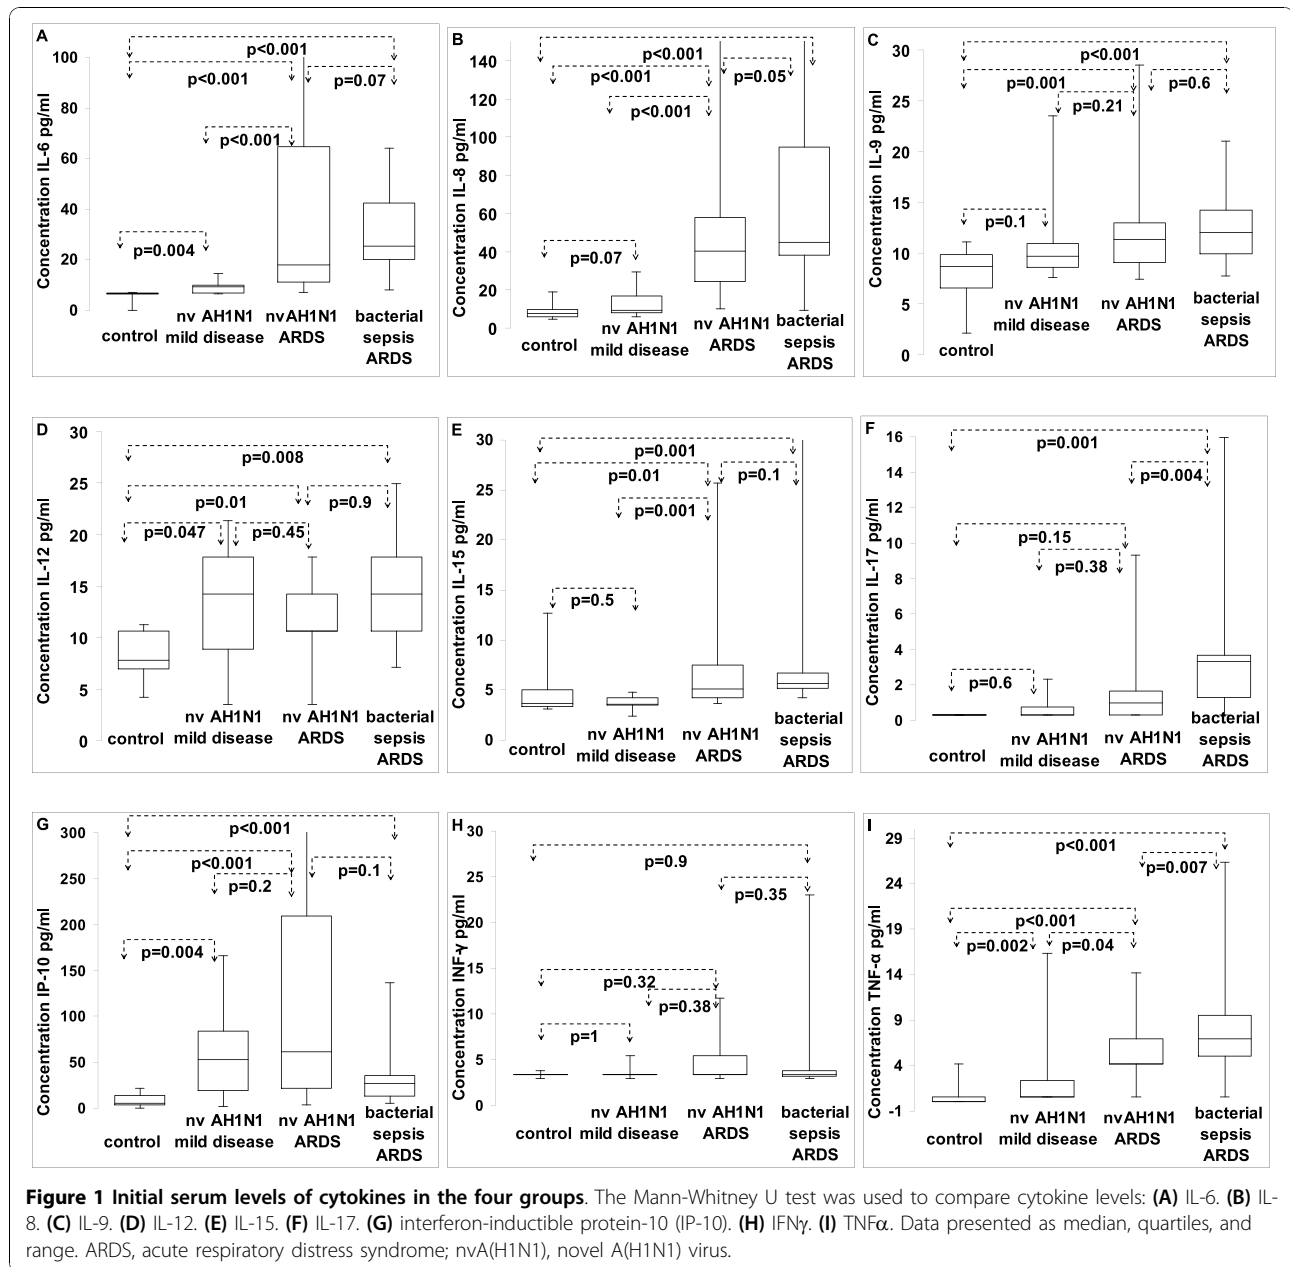 A
Concentration IL-6 pg/ml
100
80
60
40
20
0
p<0.001
p<0.001
p=0.07
p<0.001
p=0.004
control
nv AH1N1
mild disease
nvAH1N1
ARDS
bacterial
sepsis
ARDS
B
Concentration IL-8 pg/ml
140
120
100
80
60
40
20
0
p<0.001
p=0.05
p<0.001
p<0.001
p=0.07
control
nv AH1N1
mild disease
nv AH1N1
ARDS
bacterial
sepsis
ARDS
C
Concentration IL-9 pg/ml
30
25
20
15
10
5
0
p<0.001
p=0.001
p=0.6
p=0.21
p=0.1
control
nv AH1N1
mild disease
nv AH1N1
ARDS
bacterial
sepsis
ARDS
D
Concentration IL-12 pg/ml
30
25
20
15
10
5
0
p=0.008
p=0.01
p=0.9
p=0.047
p=0.45
control
nv AH1N1
mild disease
nv AH1N1
ARDS
bacterial
sepsis
ARDS
E
Concentration IL-15 pg/ml
30
25
20
15
10
5
0
p=0.001
p=0.01
p=0.1
p=0.001
p=0.5
control
nv AH1N1
mild disease
nv AH1N1
ARDS
bacterial
sepsis
ARDS
F
Concentration IL-17 pg/ml
16
14
12
10
8
6
4
2
0
p=0.001
p=0.004
p=0.15
p=0.38
p=0.6
control
nv AH1N1
mild disease
nv AH1N1
ARDS
bacterial
sepsis
ARDS
G
Concentration IP-10 pg/ml
300
250
200
150
100
50
0
p<0.001
p<0.001
p=0.1
p=0.2
p=0.004
control
nv AH1N1
mild disease
nv AH1N1
ARDS
bacterial
sepsis
ARDS
H
Concentration INF-γ pg/ml
30
25
20
15
10
5
0
p=0.9
p=0.35
p=0.32
p=0.38
p=1
control
nv AH1N1
mild disease
nv AH1N1
ARDS
bacterial
sepsis
ARDS
I
Concentration TNF-α pg/ml
29
24
19
14
9
4
-1
p<0.001
p=0.007
p<0.001
p=0.002
p=0.04
control
nv AH1N1
mild disease
nvAH1N1
ARDS
bacterial
sepsis
ARDS
Figure 1 Initial serum levels of cytokines in the four groups. The Mann-Whitney U test was used to compare cytokine levels: (A) IL-6. (B) IL-
8. (C) IL-9. (D) IL-12. (E) IL-15. (F) IL-17. (G) interferon-inductible protein-10 (IP-10). (H) IFNγ. (I) TNFα. Data presented as median, quartiles, and
range. ARDS, acute respiratory distress syndrome; nvA(H1N1), novel A(H1N1) virus.